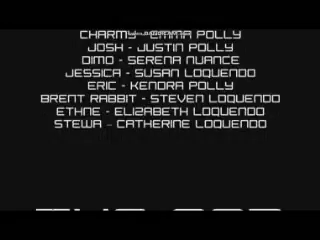 CHARMY - EMMA POLLY
JOSH - JUSTIN POLLY
DIMO - SERENA NUANCE
JESSICA - SUSAN LOQUENDO
ERIC - KENDRA POLLY
BRENT RABBIT - STEVEN LOQUENDO
ETHNE - ELIZABETH LOQUENDO
STEWA - CATHERINE LOQUENDO